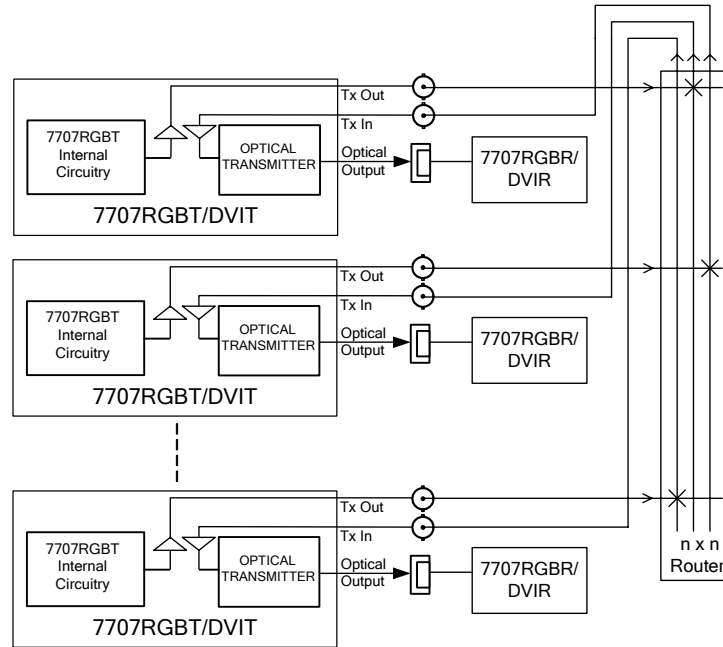 Tx Out
Tx In
7707RGBT
Internal
Circuitry
OPTICAL
TRANSMITTER
Optical
Output
7707RGBR/
DVIR
7707RGBT/DVIT
Tx Out
Tx In
7707RGBT
Internal
Circuitry
OPTICAL
TRANSMITTER
Optical
Output
7707RGBR/
DVIR
7707RGBT/DVIT
Tx Out
Tx In
7707RGBT
Internal
Circuitry
OPTICAL
TRANSMITTER
Optical
Output
7707RGBR/
DVIR
7707RGBT/DVIT
n x n
Router